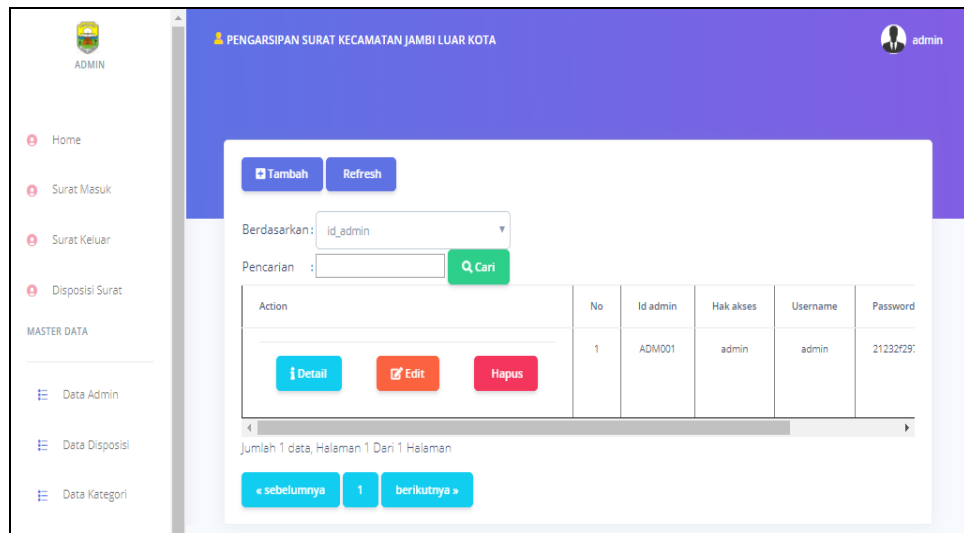 ADMIN
Home
Surat Masuk
Surat Keluar
Disposisi Surat
MASTER DATA
Data Admin
Data Disposisi
Data Kategori
PENGARSIPAN SURAT KECAMATAN JAMBI LUAR KOTA
admin
Tambah Refresh
Berdasarkan : id_admin
Pencarian : Cari
Action No Id admin Hak akses Username Password
1 ADM001 admin admin 21232f297
Detail Edit Hapus
Jumlah 1 data, Halaman 1 Dari 1 Halaman
« sebelumnya 1 berikutnya »